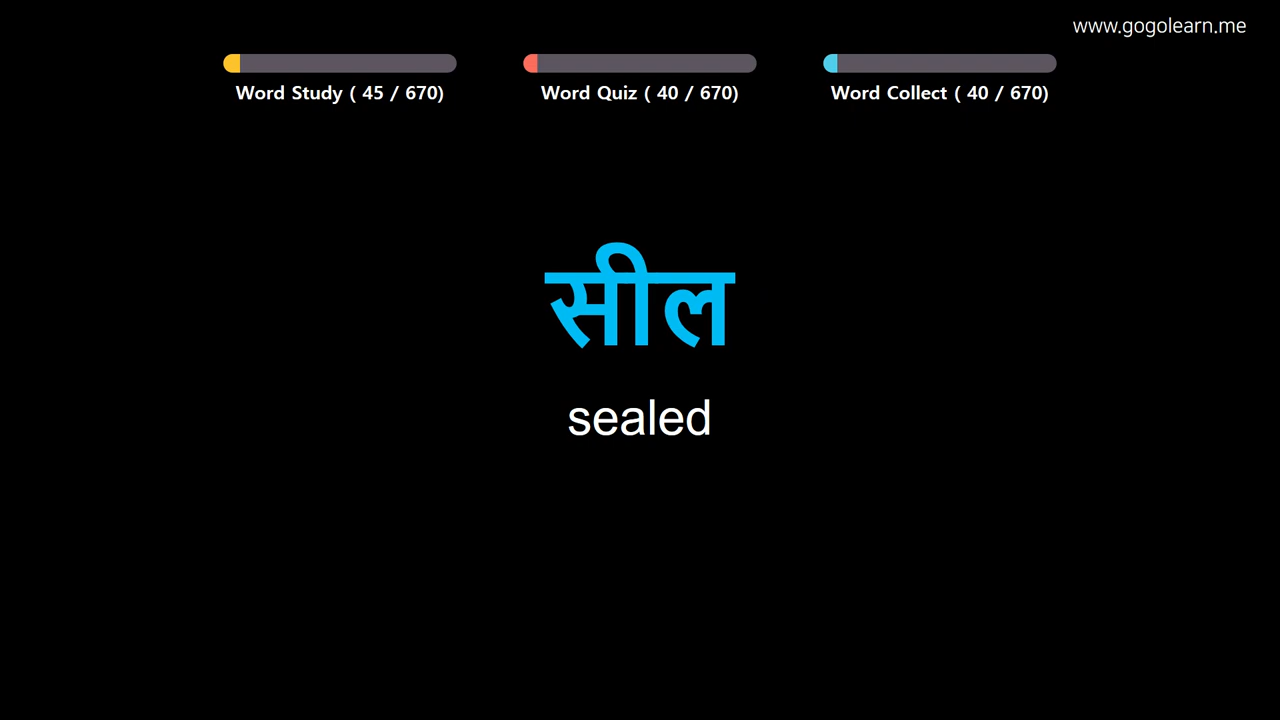 www.gogolearn.me
Word Study ( 45 / 670)
Word Quiz ( 40 / 670)
Word Collect ( 40 / 670)
सील
sealed